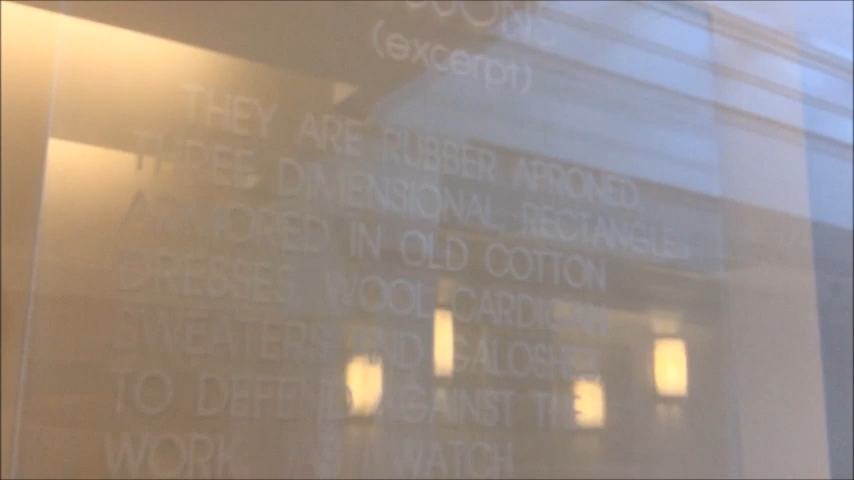 (excerpt)
THEY ARE RUBBER APRONED,
THREE DIMENSIONAL RECTANGLES
ARMORED IN OLD COTTON
DRESSES WOOL CARDIGAN
SWEATERS AND GALOSHES
TO DEFEND AGAINST THE
WORK. AS I WATCH